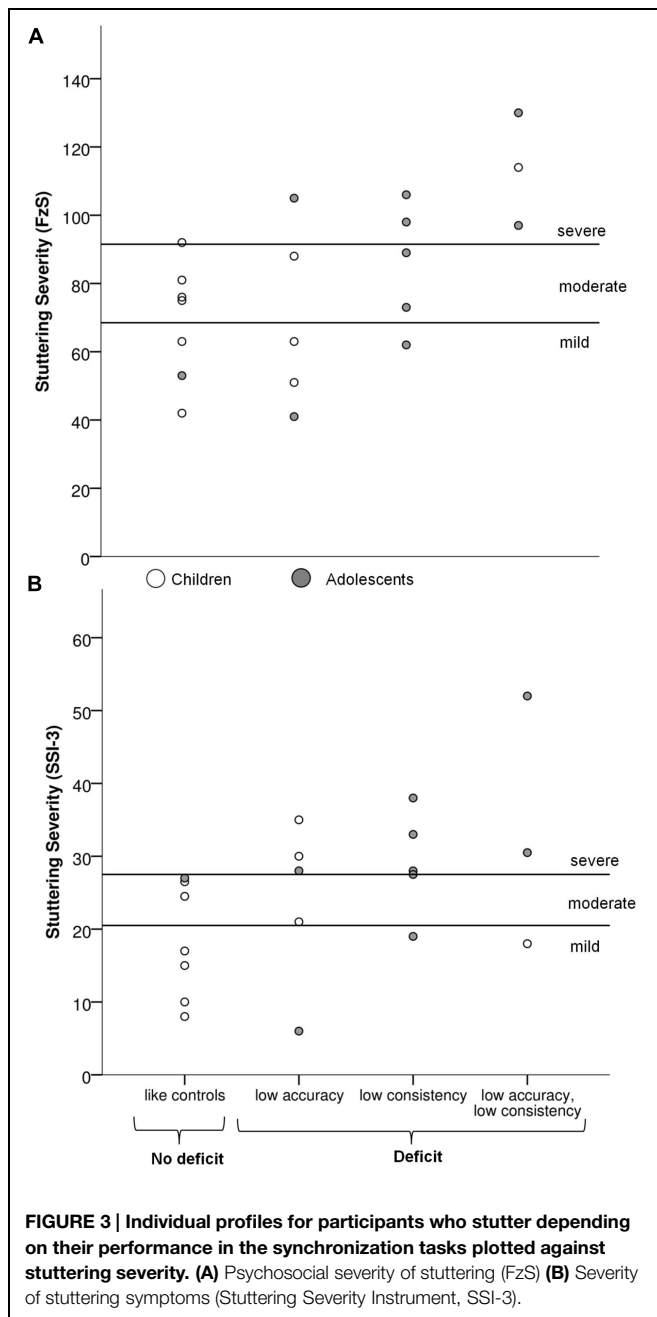 A
Stuttering Severity (FzS)
140
120
100
80
60
40
20
0
severe
moderate
mild
Children
Adolescents
B
Stuttering Severity (SSI-3)
60
50
40
30
20
10
0
severe
moderate
mild
like controls
low accuracy
low consistency
low accuracy,
low consistency
No deficit
Deficit
FIGURE 3 | Individual profiles for participants who stutter depending
on their performance in the synchronization tasks plotted against
stuttering severity. (A) Psychosocial severity of stuttering (FzS) (B) Severity
of stuttering symptoms (Stuttering Severity Instrument, SSI-3).